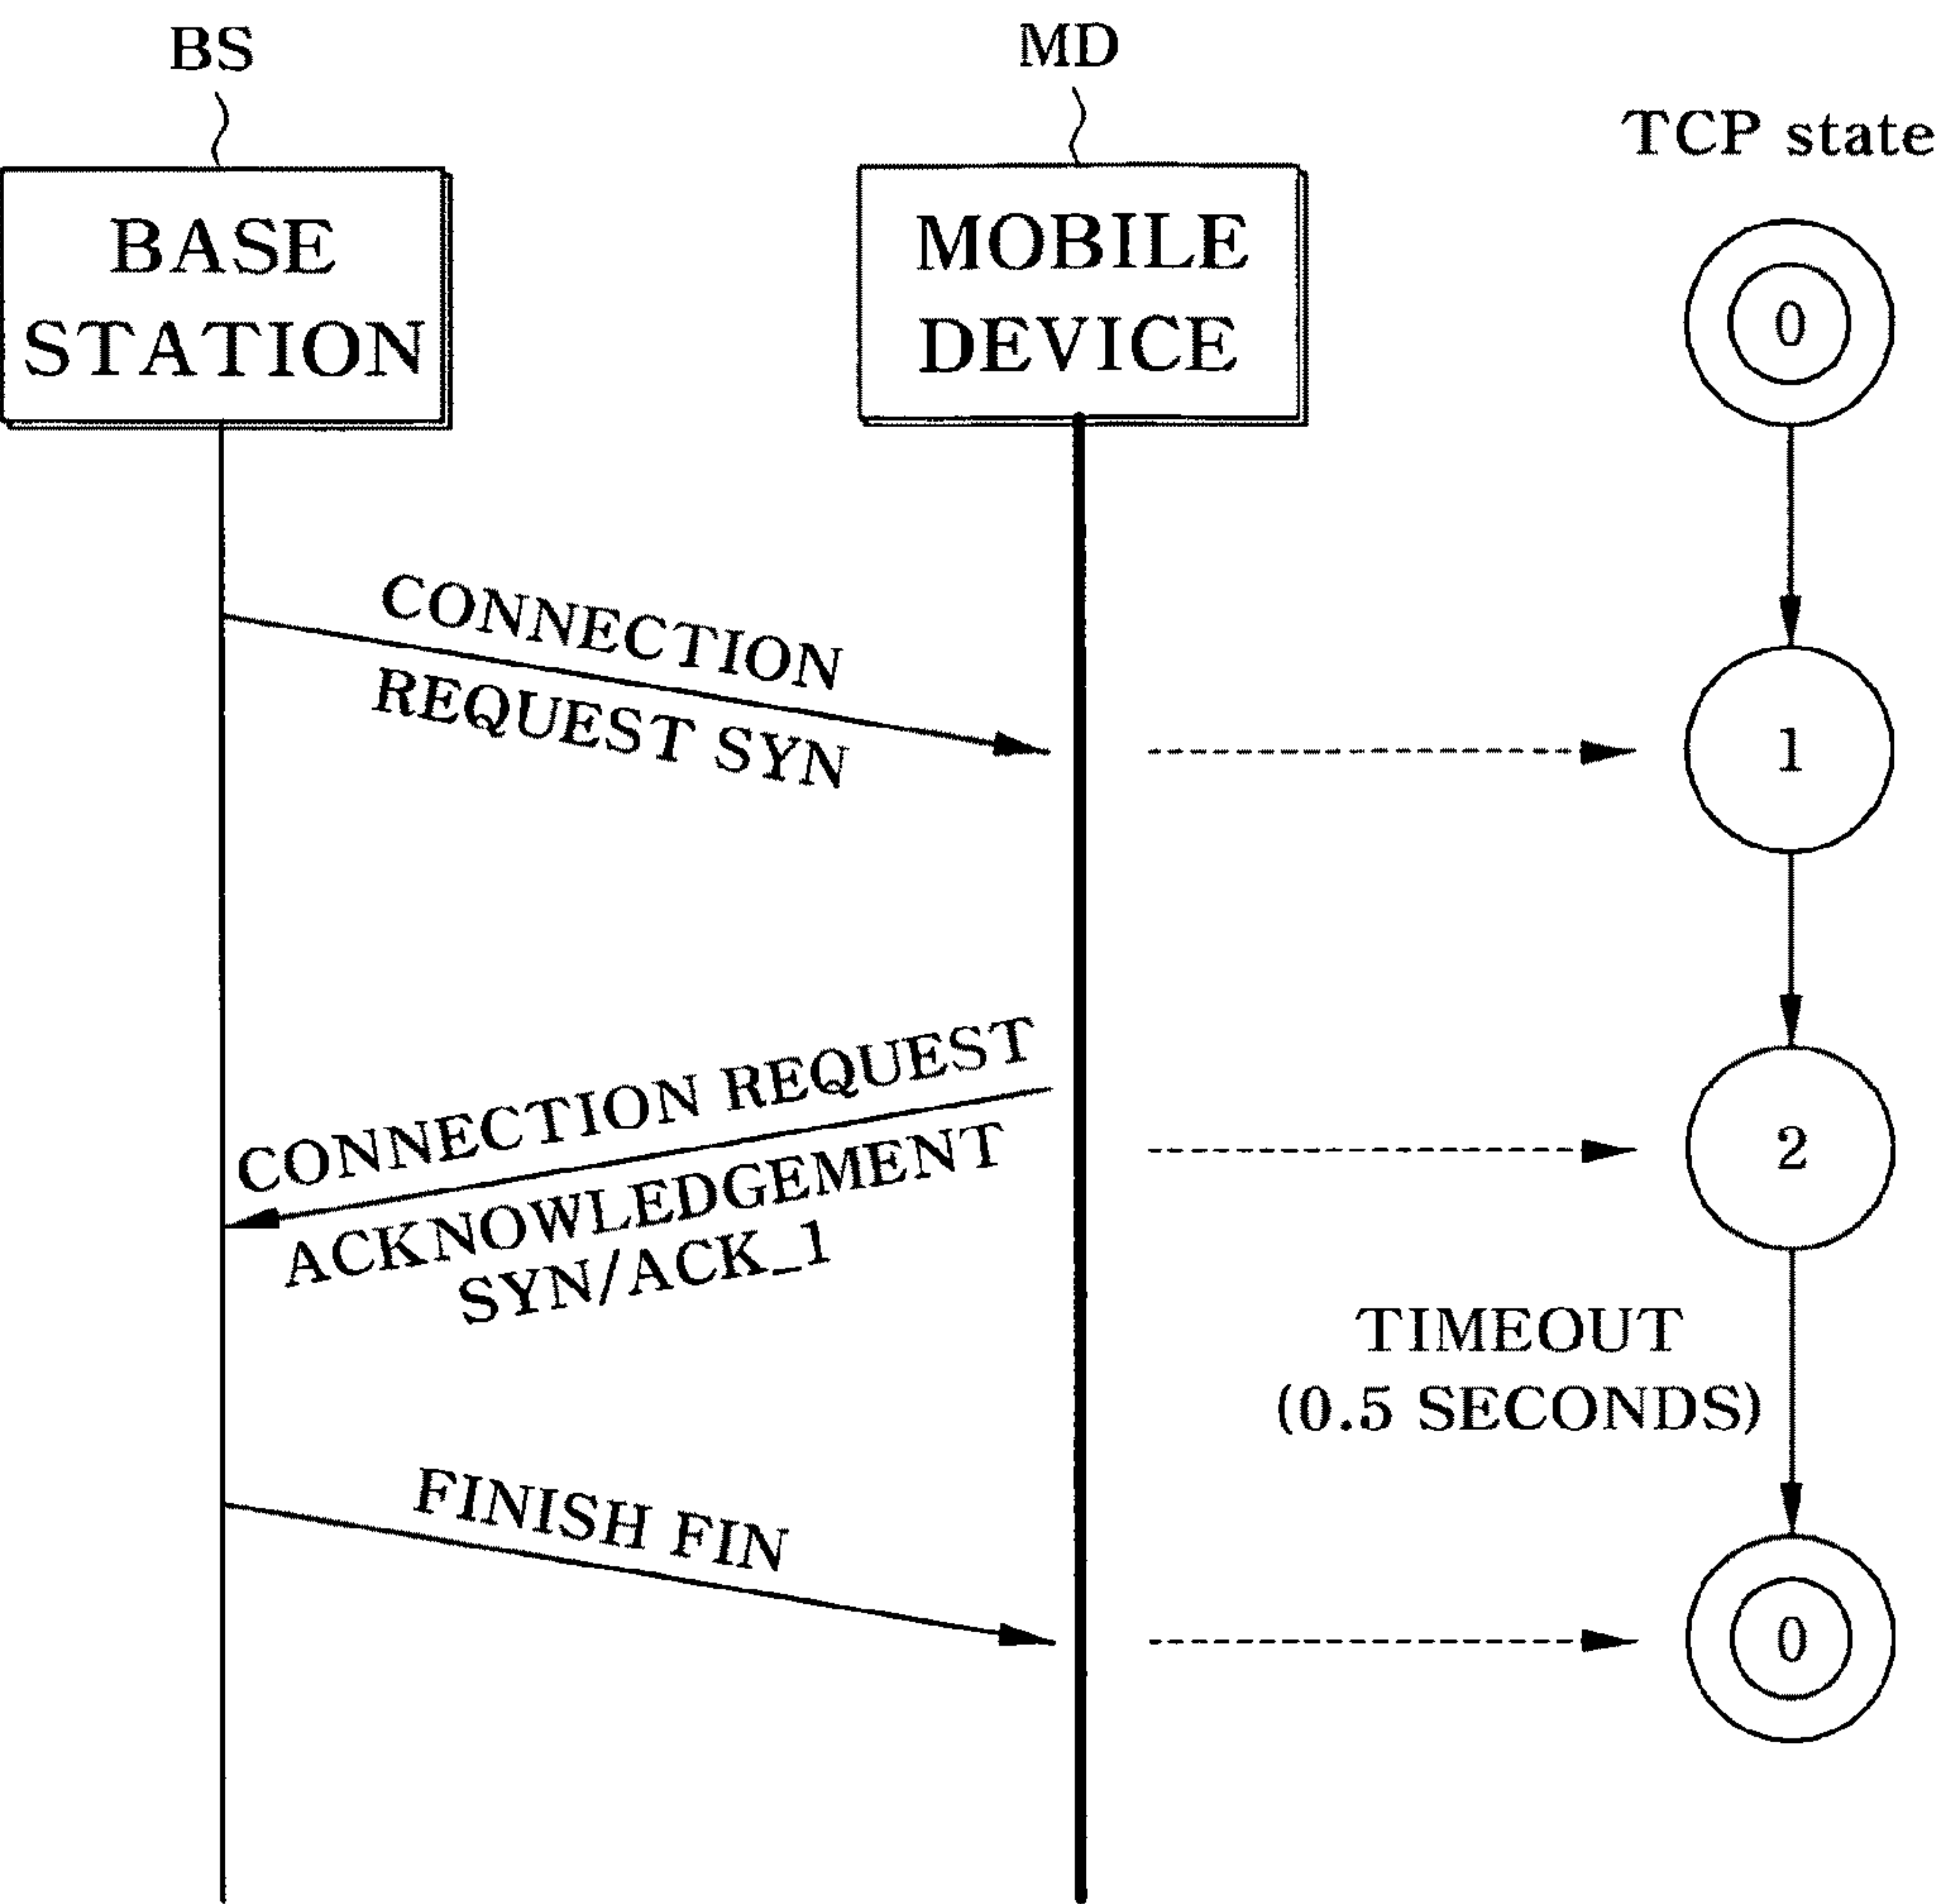 BS
MD
TCP state
BASE
STATION
MOBILE
DEVICE
0
CONNECTION
REQUEST SYN
1
CONNECTION REQUEST
ACKNOWLEDGEMENT
SYN/ACK_1
2
TIMEOUT
(0.5 SECONDS)
FINISH FIN
0